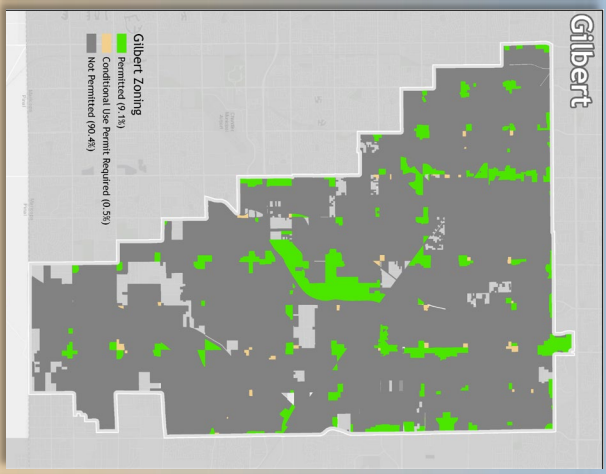 Gilbert
Gilbert Zoning
Permitted (9.1%)
Conditional Use Permit Required (0.5%)
Not Permitted (90.4%)